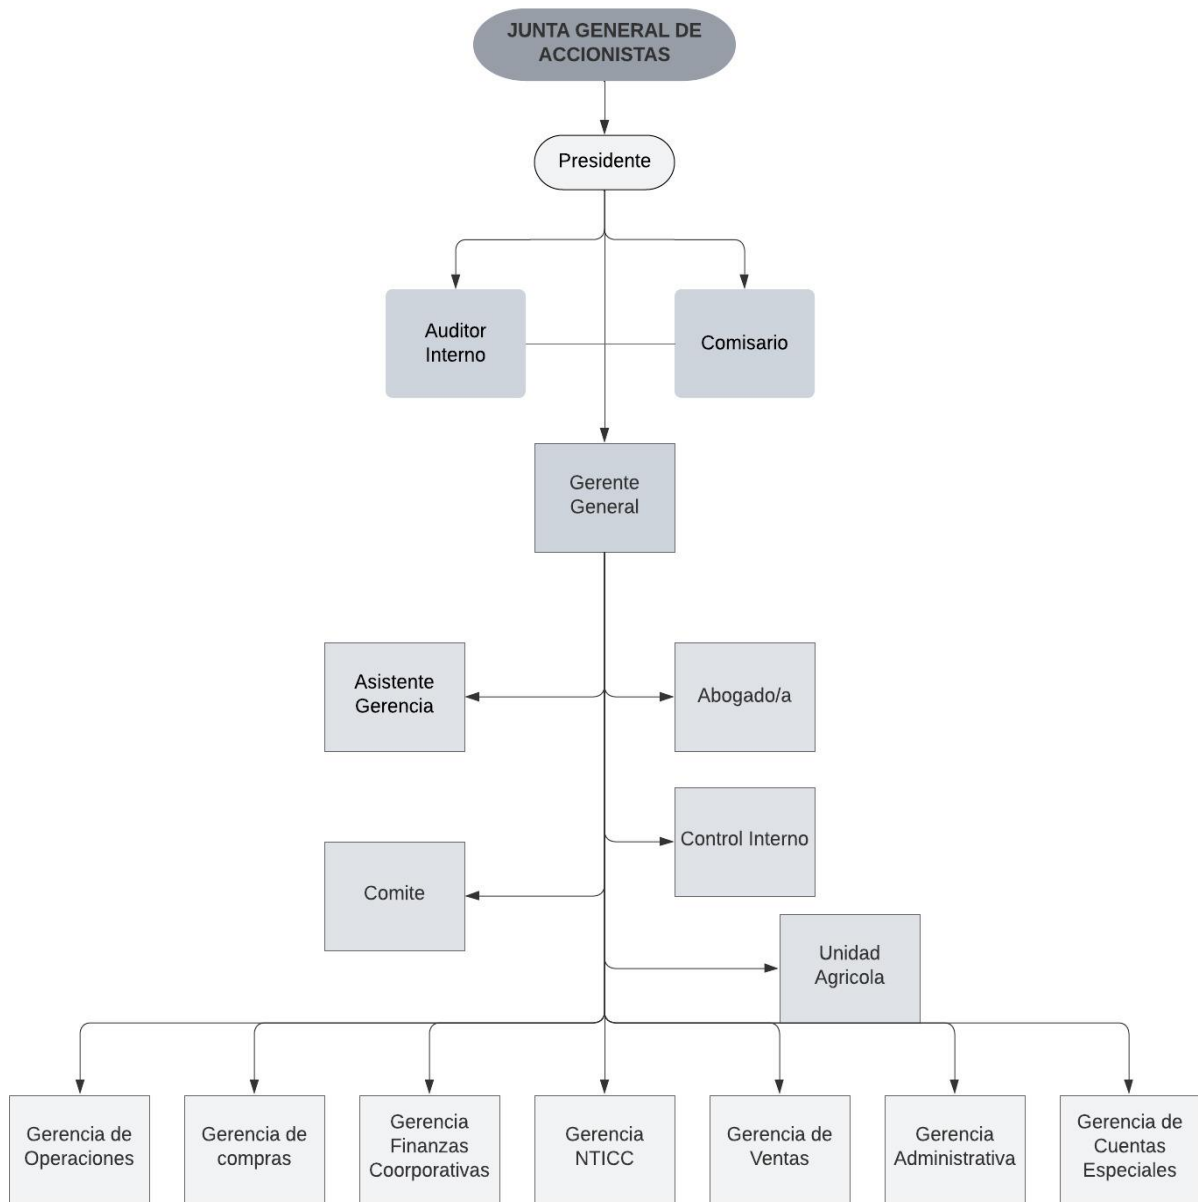 JUNTA GENERAL DE
ACCIONISTAS
Presidente
Auditor
Interno
Comisario
Gerente
General
Asistente
Gerencia
Abogado/a
Control Interno
Comite
Unidad
Agricola
Gerencia de
Operaciones
Gerencia de
compras
Gerencia
Finanzas
Coorporativas
Gerencia
NTICC
Gerencia de
Ventas
Gerencia
Administrativa
Gerencia de
Cuentas
Especiales